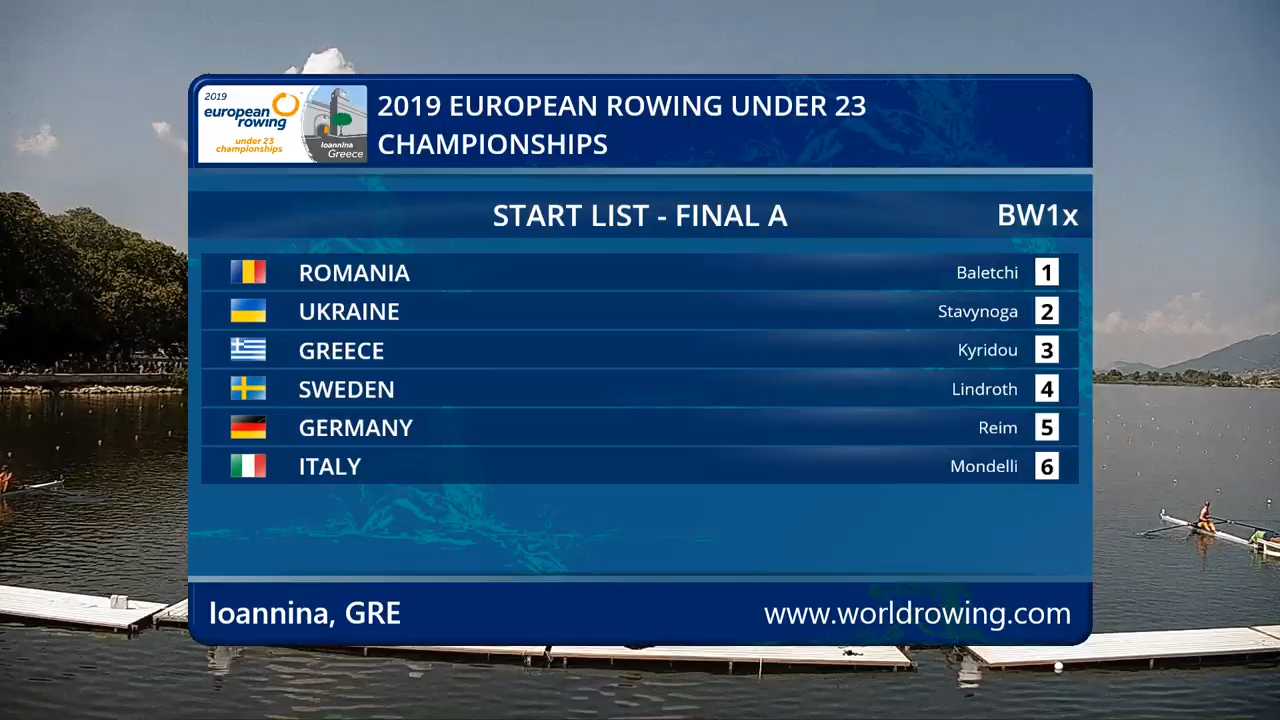 2019
european
rowing
under 23
championships
Ioannina
Greece
2019 EUROPEAN ROWING UNDER 23
CHAMPIONSHIPS
START LIST - FINAL A BW1x
ROMANIA Baletchi 1
UKRAINE Stavynoga 2
GREECE Kyridou 3
SWEDEN Lindroth 4
GERMANY Reim 5
ITALY Mondelli 6
Ioannina, GRE www.worldrowing.com